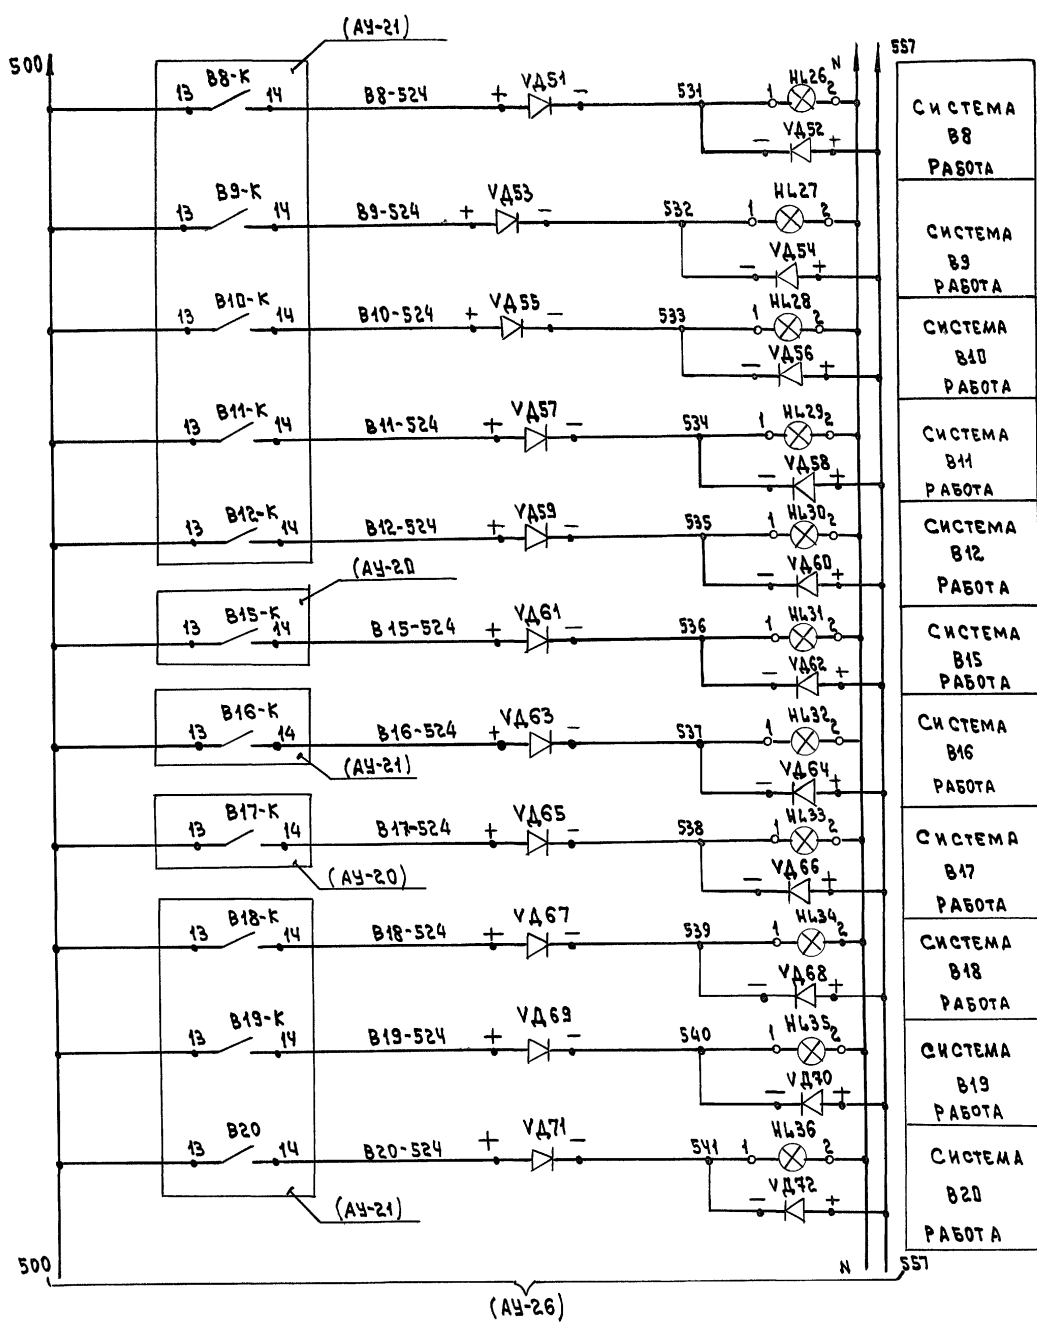 (АУ-21)
500
N
557
13 В8-К 14 В8-524 + VД51 - 531 1 HL26 2
- VД52 +
СИСТЕМА
В8
РАБОТА
13 В9-К 14 В9-524 + VД53 - 532 1 HL27 2
- VД54 +
СИСТЕМА
В9
РАБОТА
13 В10-К 14 В10-524 + VД55 - 533 1 HL28 2
- VД56 +
СИСТЕМА
В10
РАБОТА
13 В11-К 14 В11-524 + VД57 - 534 1 HL29 2
- VД58 +
СИСТЕМА
В11
РАБОТА
13 В12-К 14 В12-524 + VД59 - 535 1 HL30 2
- VД60 +
СИСТЕМА
В12
РАБОТА
(АУ-20
13 В15-К 14 В15-524 + VД61 - 536 1 HL31 2
- VД62 +
СИСТЕМА
В15
РАБОТА
13 В16-К 14 В16-524 + VД63 - 537 1 HL32 2
(АУ-21)
- VД64 +
СИСТЕМА
В16
РАБОТА
13 В17-К 14 В17-524 + VД65 - 538 1 HL33 2
(АУ-20)
- VД66 +
СИСТЕМА
В17
РАБОТА
13 В18-К 14 В18-524 + VД67 - 539 1 HL34 2
- VД68 +
СИСТЕМА
В18
РАБОТА
13 В19-К 14 В19-524 + VД69 - 540 1 HL35 2
- VД70 +
СИСТЕМА
В19
РАБОТА
13 В20 14 В20-524 + VД71 - 541 1 HL36 2
- VД72 +
СИСТЕМА
В20
РАБОТА
(АУ-21)
500
N
557
(АУ-26)